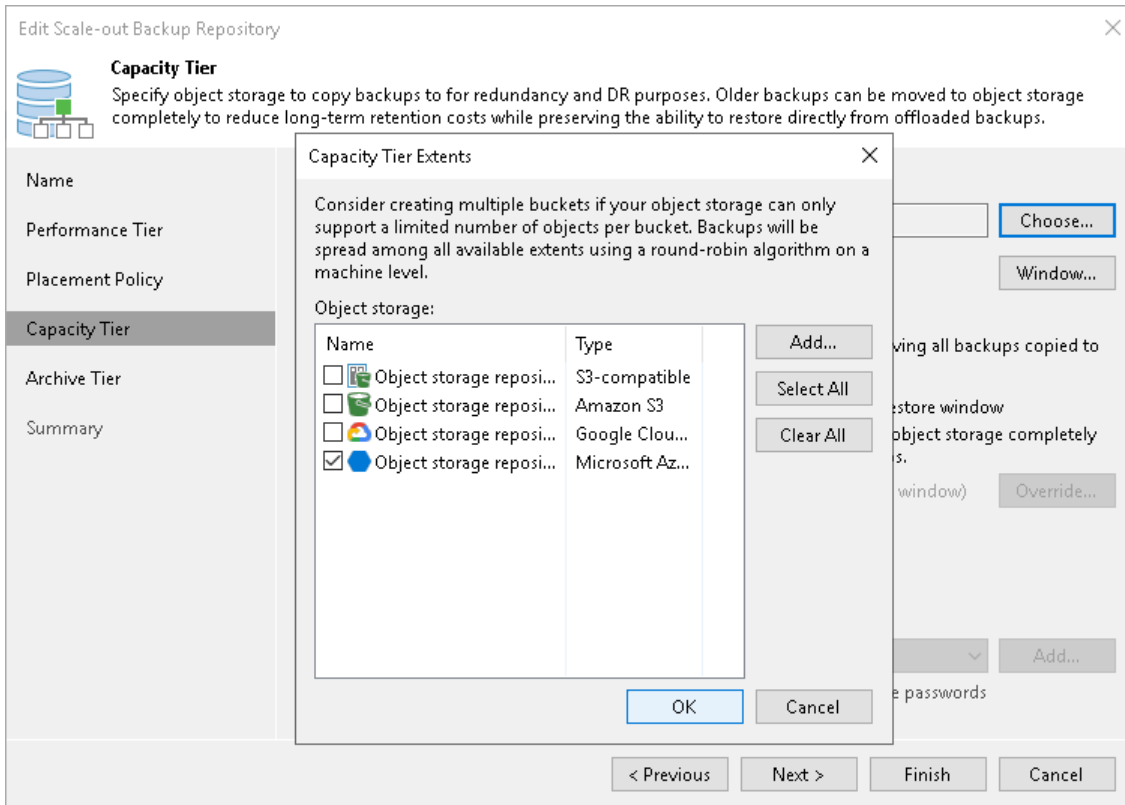 Edit Scale-out Backup Repository
Capacity Tier
Specify object storage to copy backups to for redundancy and DR purposes. Older backups can be moved to object storage
completely to reduce long-term retention costs while preserving the ability to restore directly from offloaded backups.
Name
Performance Tier
Placement Policy
Capacity Tier
Archive Tier
Summary
Capacity Tier Extents
Consider creating multiple buckets if your object storage can only
support a limited number of objects per bucket. Backups will be
spread among all available extents using a round-robin algorithm on a
machine level.
Object storage:
Name Type
Object storage reposi... S3-compatible
Object storage reposi... Amazon S3
Object storage reposi... Google Clou...
Object storage reposi... Microsoft Az...
Add...
Select All
Clear All
OK Cancel
Choose...
Window...
ving all backups copied to
estore window
object storage completely
s.
window) Override...
Add...
e passwords
< Previous Next > Finish Cancel